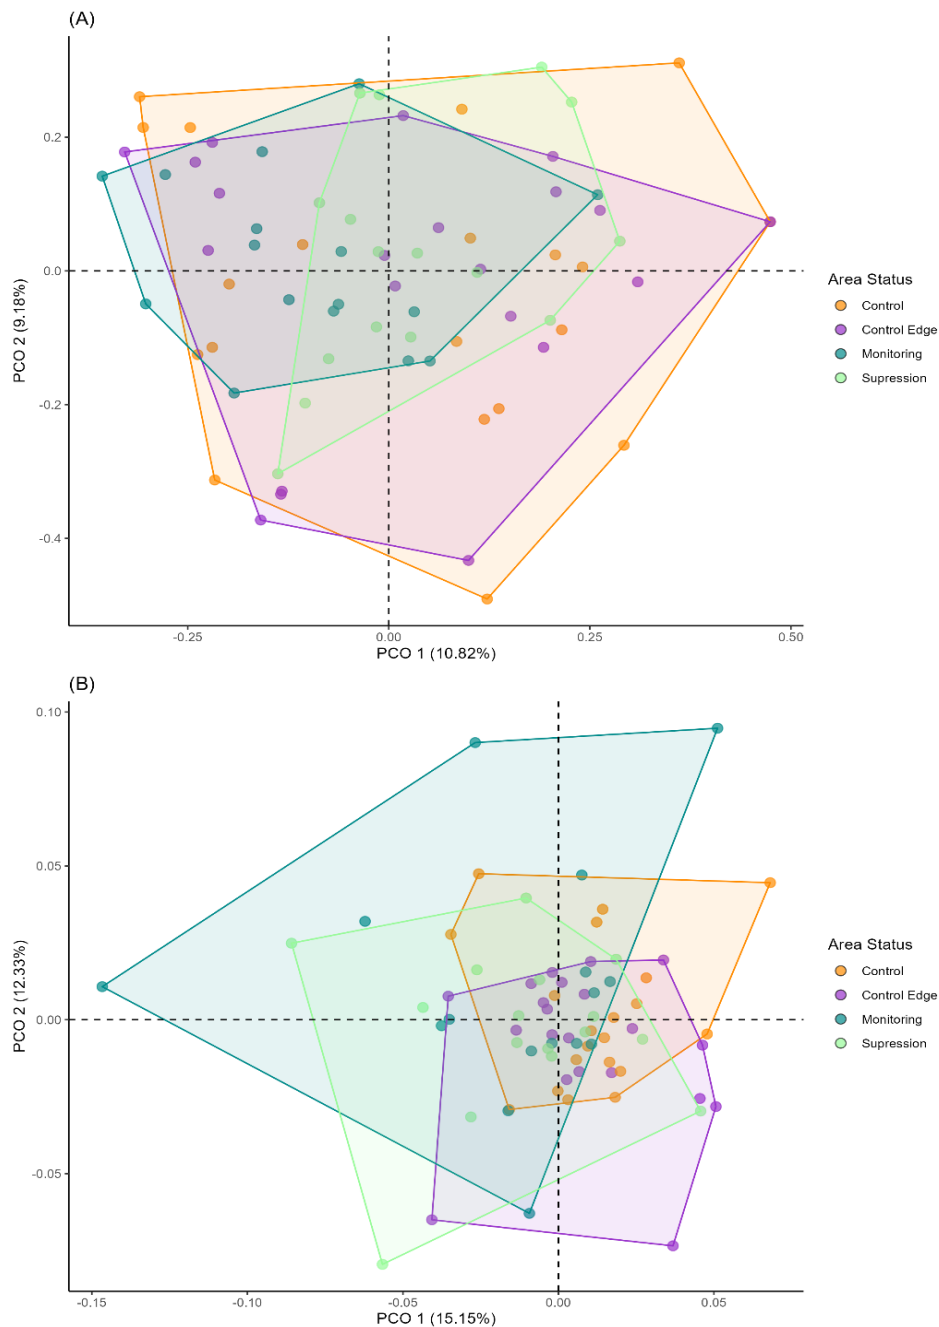 (A)
0.2
0.0
-0.2
-0.4
PCO 2 (9.18%)
-0.25
0.00
0.25
0.50
PCO 1 (10.82%)
Area Status
Control
Control Edge
Monitoring
Supression
(B)
0.10
0.05
0.00
-0.05
PCO 2 (12.33%)
-0.15
-0.10
-0.05
0.00
0.05
PCO 1 (15.15%)
Area Status
Control
Control Edge
Monitoring
Supression